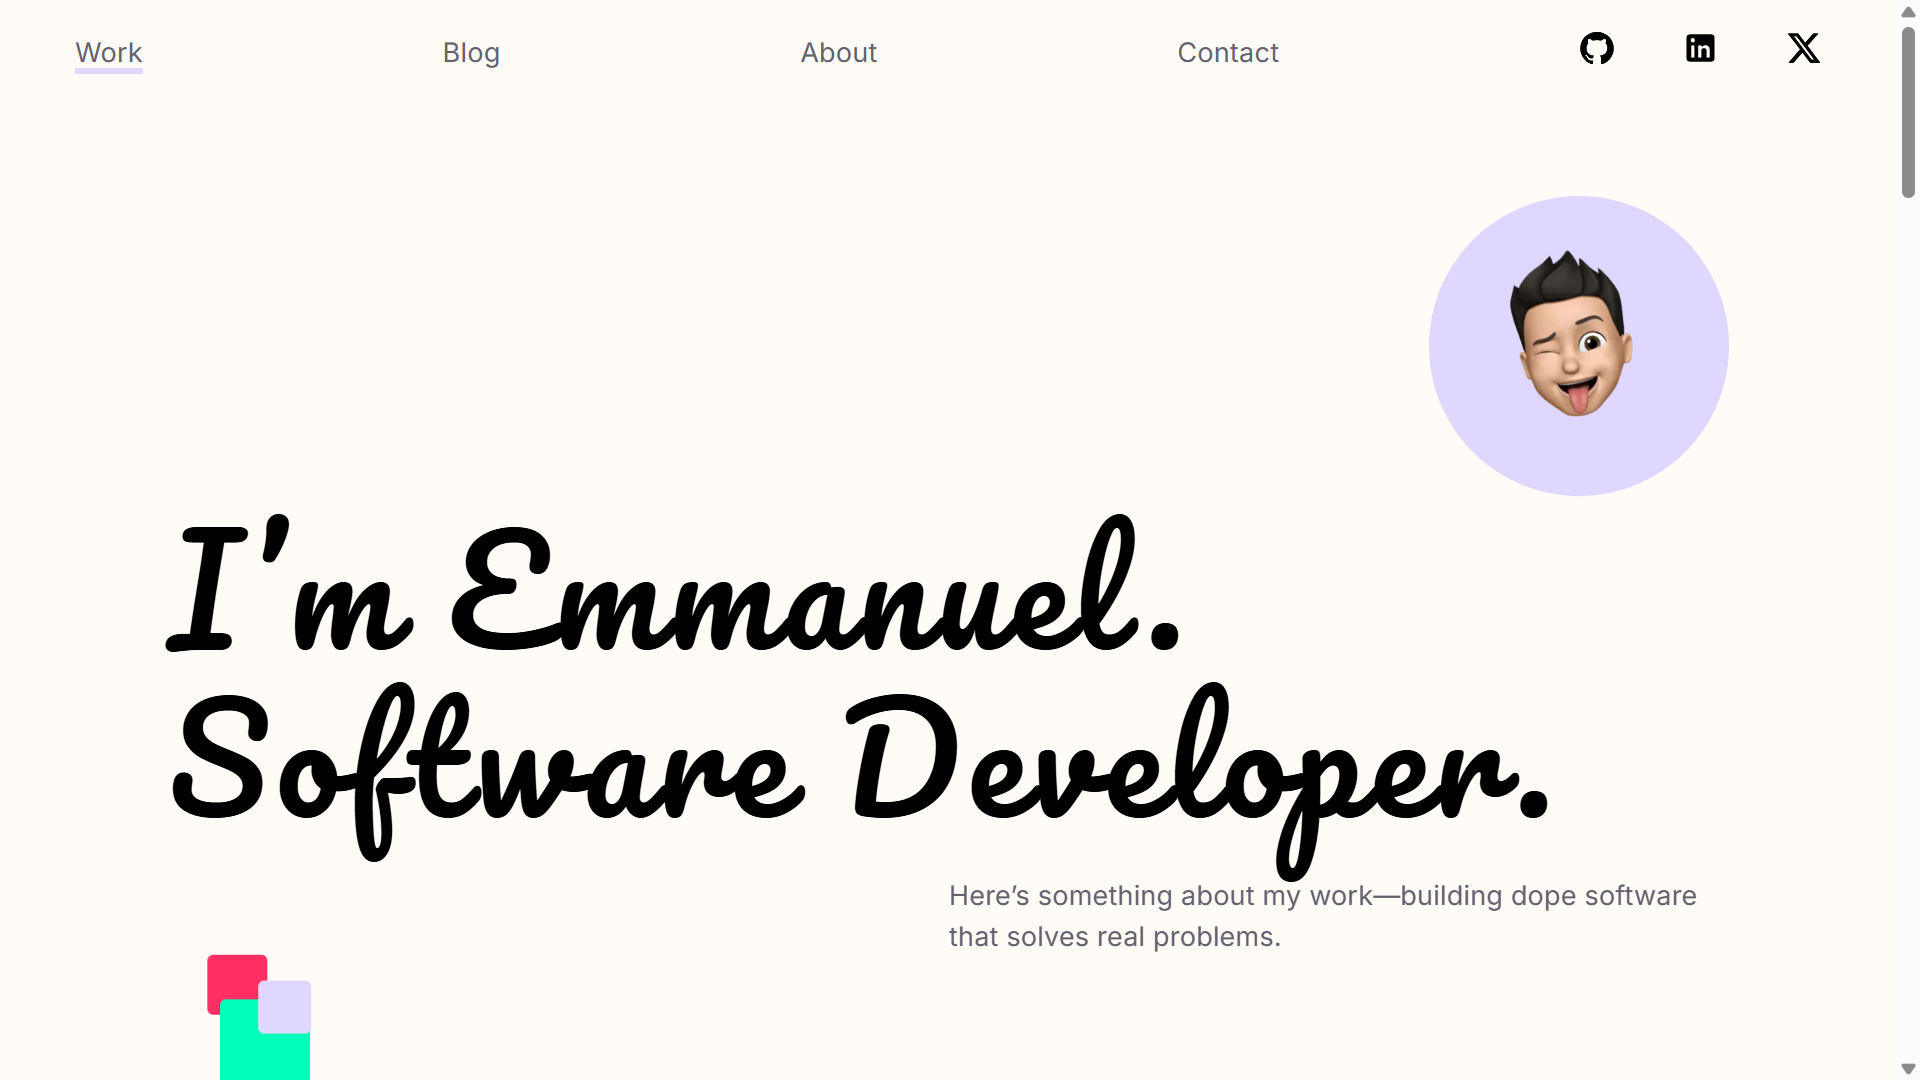 Work
Blog
About
Contact
I’m Emmanuel.
Software Developer.
Here’s something about my work—building dope software
that solves real problems.